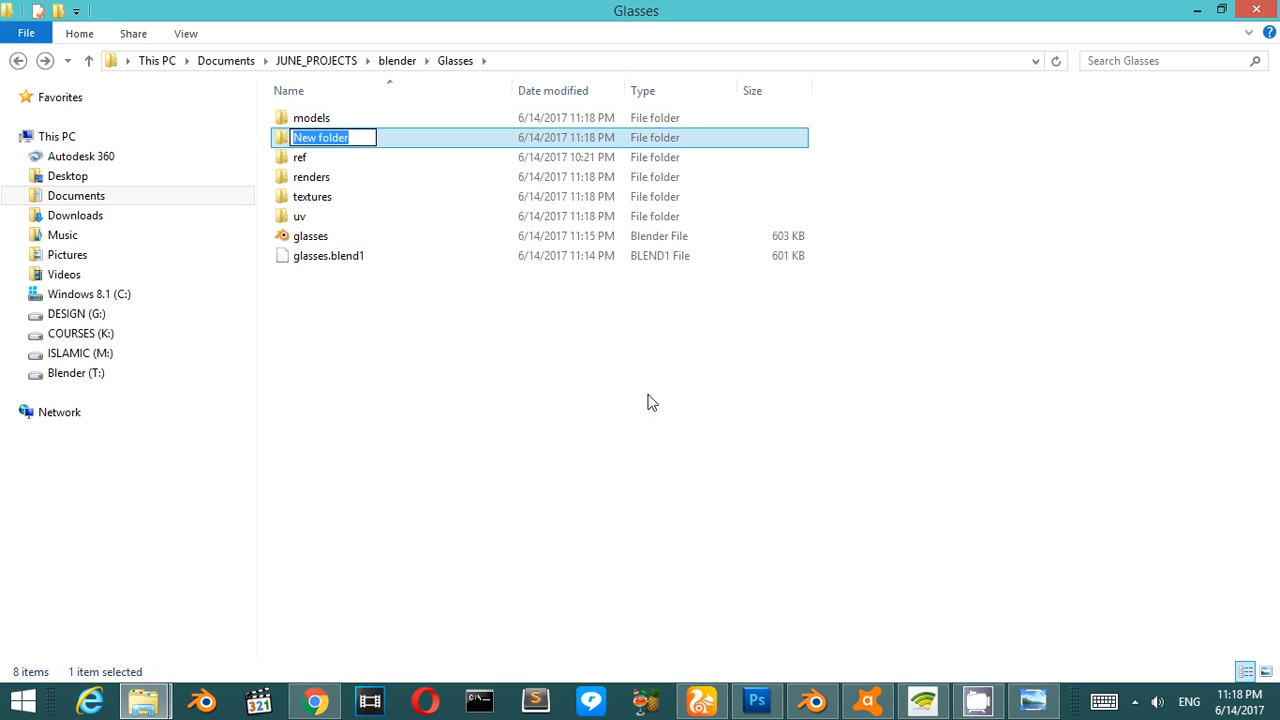 Glasses
File Home Share View
This PC Documents JUNE_PROJECTS blender Glasses Search Glasses
Name Date modified Type Size
Favorites
This PC
Autodesk 360
Desktop
Documents
Downloads
Music
Pictures
Videos
Windows 8.1 (C:)
DESIGN (G:)
COURSES (K:)
ISLAMIC (M:)
Blender (T:)
Network
models 6/14/2017 11:18 PM File folder
New folder 6/14/2017 11:18 PM File folder
ref 6/14/2017 10:21 PM File folder
renders 6/14/2017 11:18 PM File folder
textures 6/14/2017 11:18 PM File folder
uv 6/14/2017 11:18 PM File folder
glasses 6/14/2017 11:15 PM Blender File 603 KB
glasses.blend1 6/14/2017 11:14 PM BLEND1 File 601 KB
8 items 1 item selected
321
Ps
ENG
11:18 PM
6/14/2017